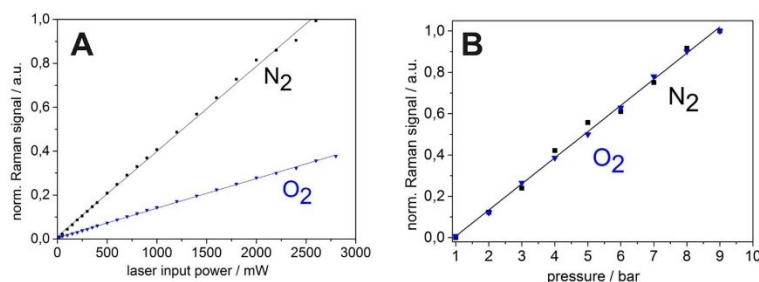 A
N2
O2
norm. Raman signal / a.u.
1,0
0,8
0,6
0,4
0,2
0,0
0 500 1000 1500 2000 2500 3000
laser input power / mW
B
N2
O2
norm. Raman signal / a.u.
1,0
0,8
0,6
0,4
0,2
0,0
1 2 3 4 5 6 7 8 9 10
pressure / bar